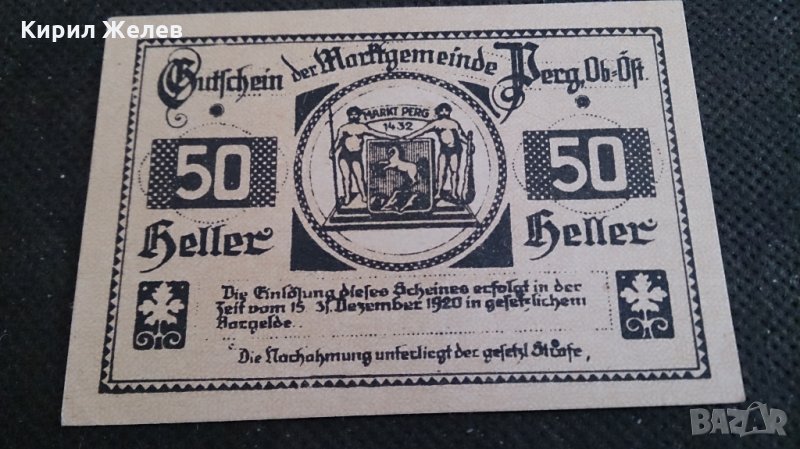 Кирил Желев
Gutschein der Marktgemeinde Perg, Ob=Öst.
MARKT PERG
1432
50 50
Heller Heller
Die Einlösung dieses Scheines erfolgt in der
Zeit vom 15 31. Dezember 1920 in gesetzlichem
Bargelde.
Die Nachahmung unterliegt der gesetzl Strafe,
BAZAR